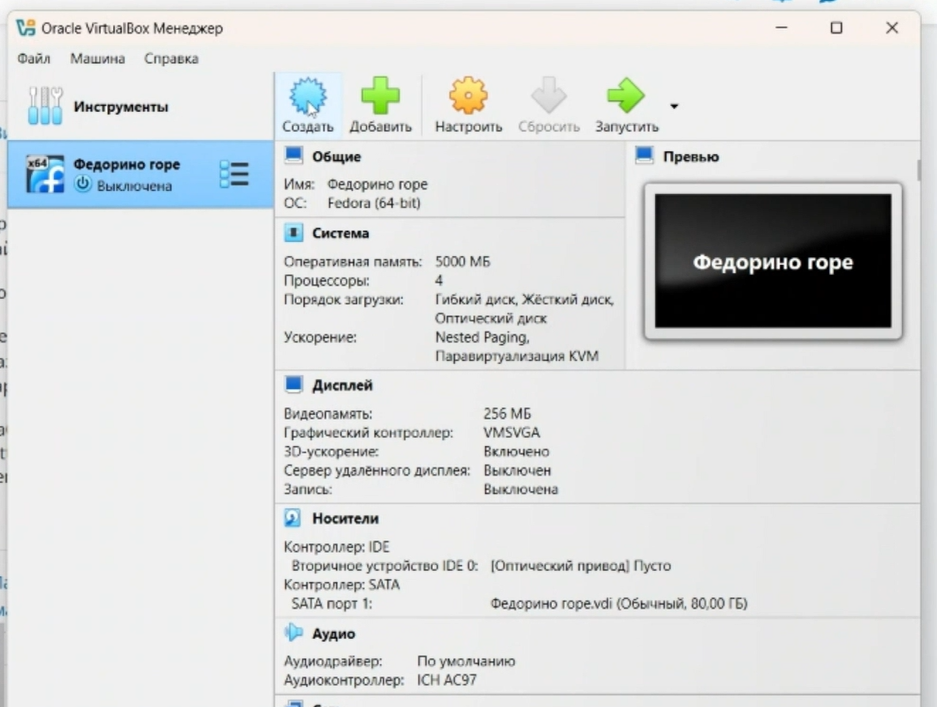 Oracle VirtualBox Менеджер
Файл Машина Справка
Инструменты
Создать Добавить Настроить Сбросить Запустить
x64 Федорино горе
Выключена
Общие
Имя: Федорино горе
ОС: Fedora (64-bit)
Превью
Федорино горе
Система
Оперативная память: 5000 МБ
Процессоры: 4
Порядок загрузки: Гибкий диск, Жёсткий диск,
Оптический диск
Ускорение: Nested Paging,
Паравиртуализация KVM
Дисплей
Видеопамять: 256 МБ
Графический контроллер: VMSVGA
3D-ускорение: Включено
Сервер удалённого дисплея: Выключен
Запись: Выключена
Носители
Контроллер: IDE
Вторичное устройство IDE 0: [Оптический привод] Пусто
Контроллер: SATA
SATA порт 1: Федорино горе.vdi (Обычный, 80,00 ГБ)
Аудио
Аудиодрайвер: По умолчанию
Аудиоконтроллер: ICH AC97